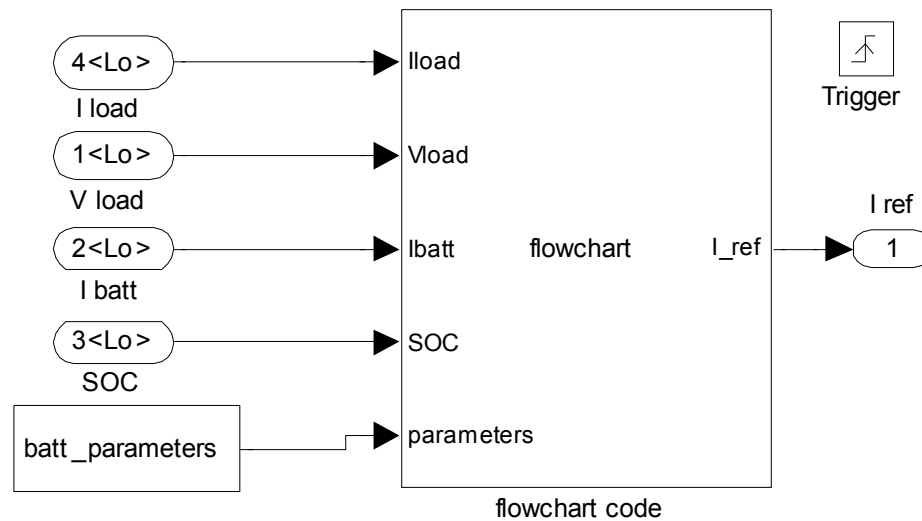 4<Lo>
I load
Iload
Trigger
1<Lo>
V load
Vload
2<Lo>
I batt
Ibatt
flowchart
I_ref
I ref
1
3<Lo>
SOC
SOC
batt_parameters
parameters
flowchart code